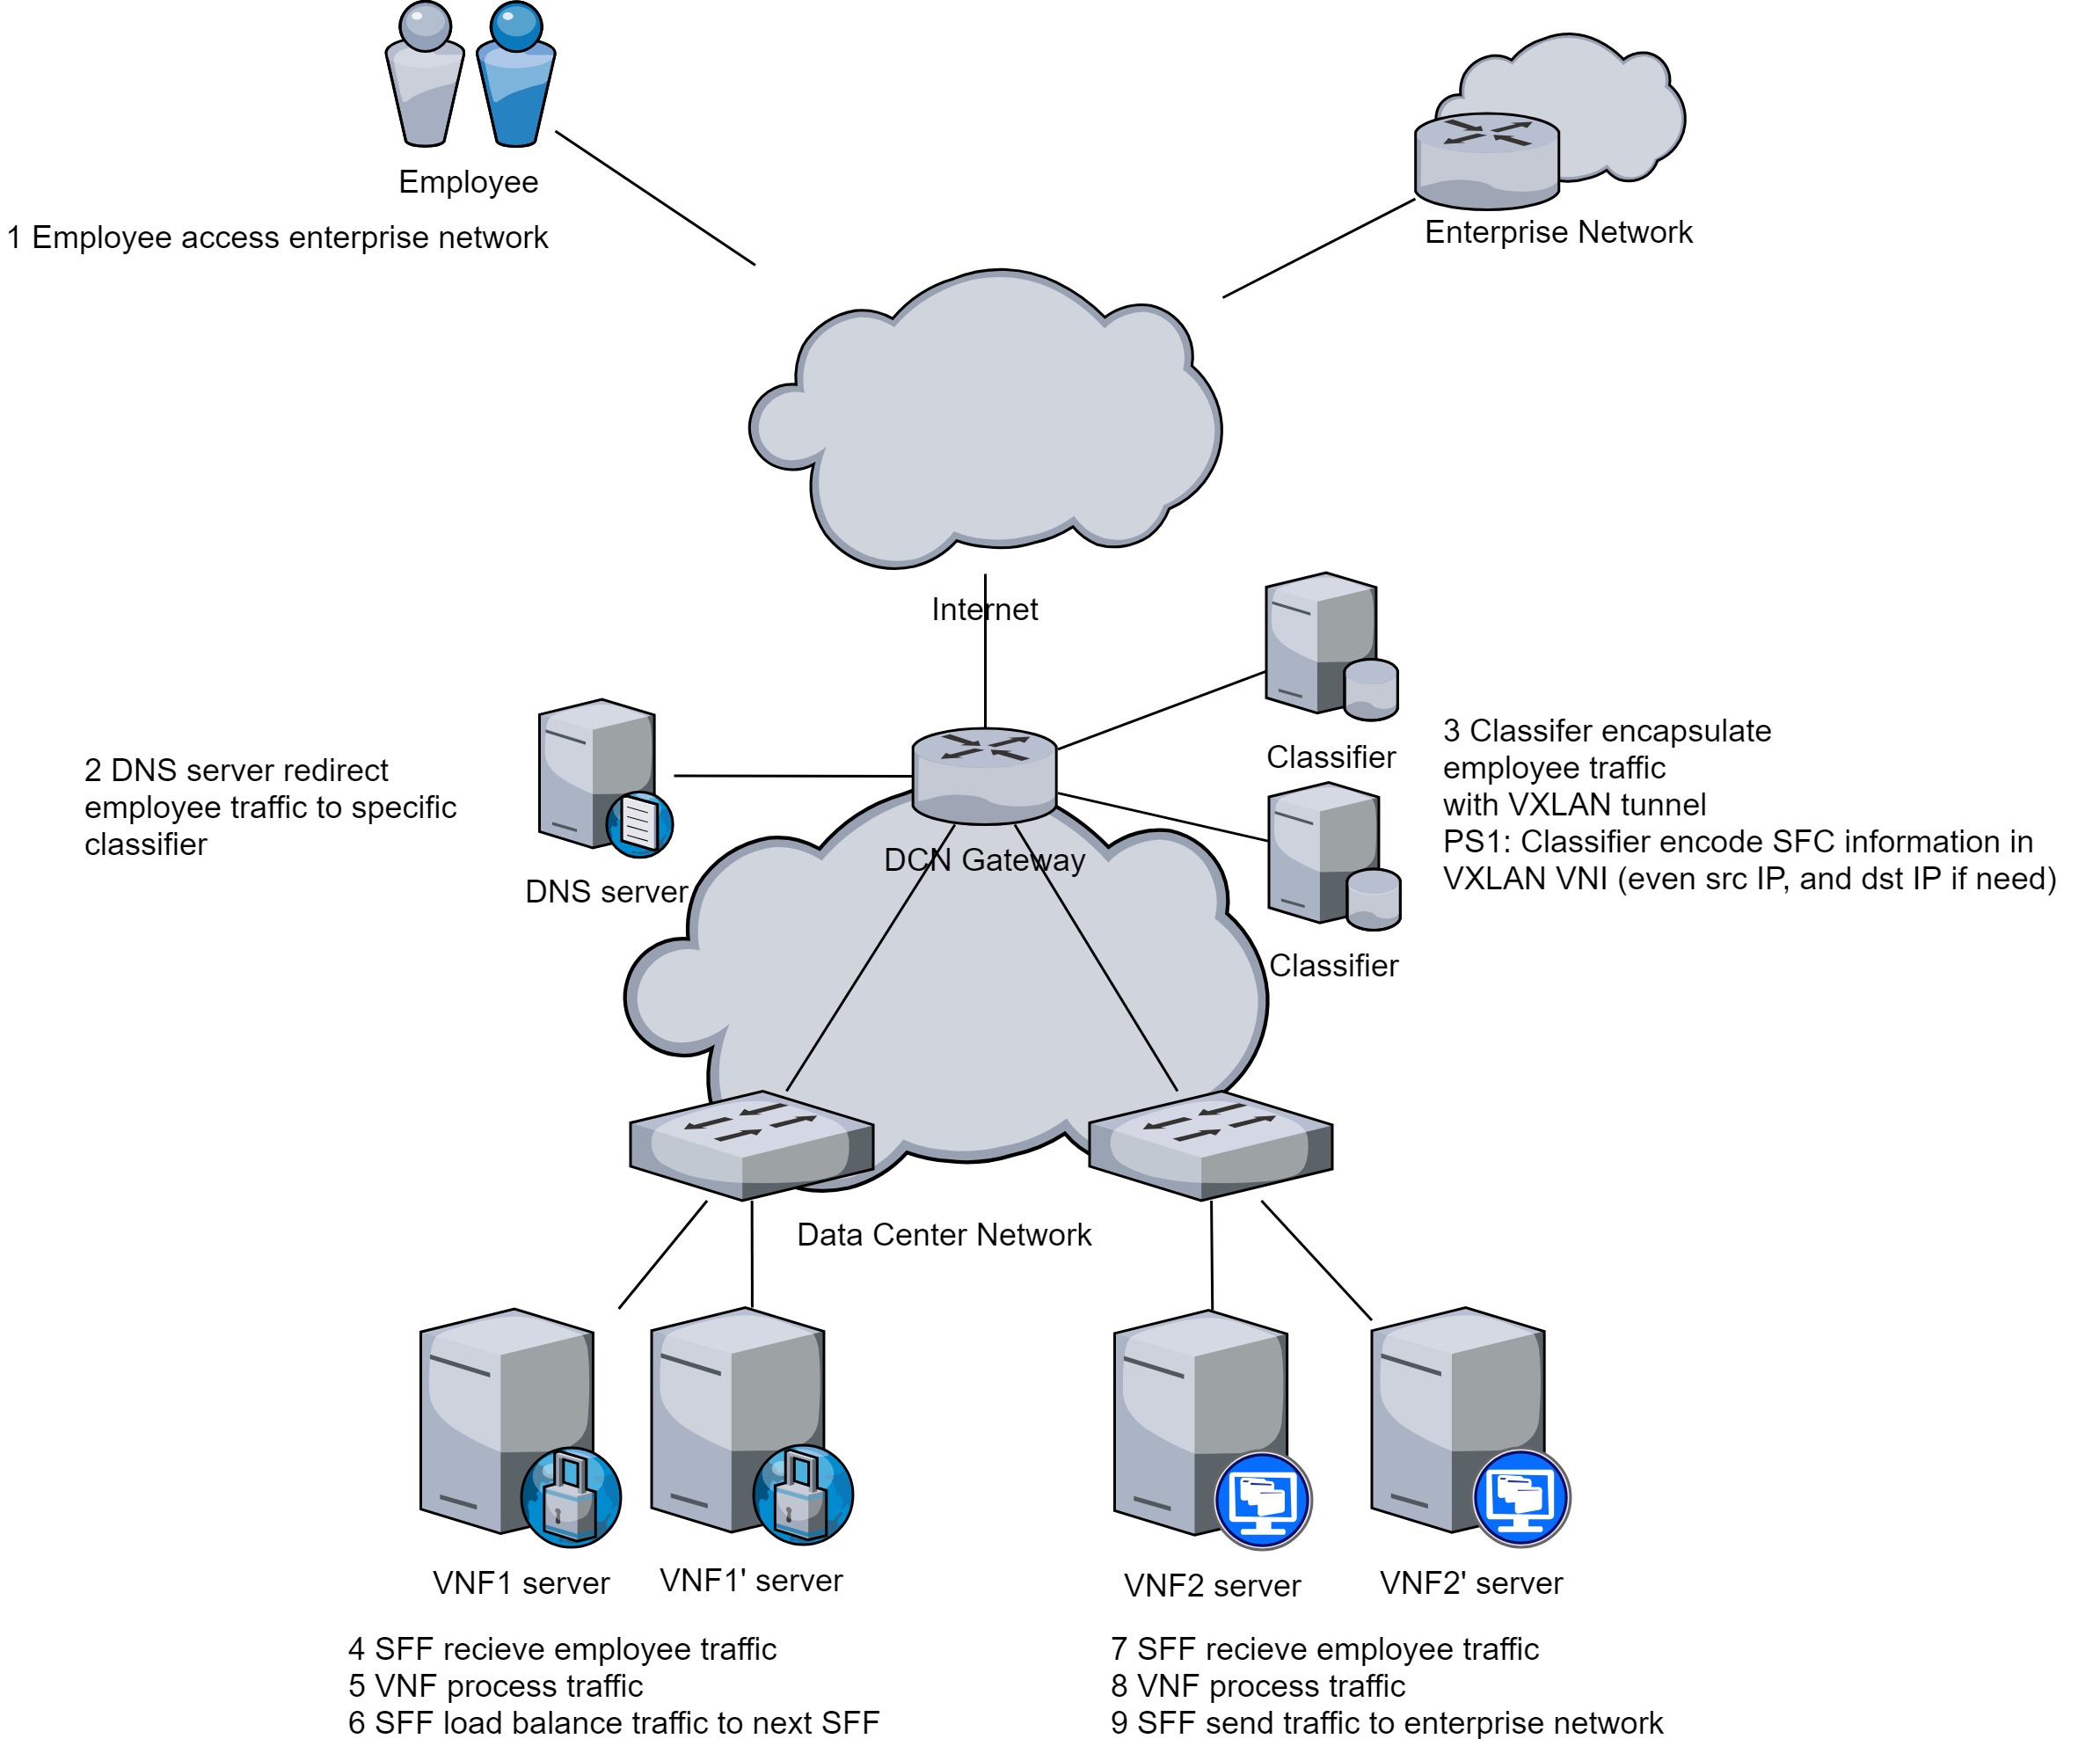 Employee
1 Employee access enterprise network
Enterprise Network
Internet
2 DNS server redirect
employee traffic to specific
classifier
DNS server
DCN Gateway
Classifier
Classifier
3 Classifer encapsulate
employee traffic
with VXLAN tunnel
PS1: Classifier encode SFC information in
VXLAN VNI (even src IP, and dst IP if need)
Data Center Network
VNF1 server
VNF1' server
VNF2 server
VNF2' server
4 SFF recieve employee traffic
5 VNF process traffic
6 SFF load balance traffic to next SFF
7 SFF recieve employee traffic
8 VNF process traffic
9 SFF send traffic to enterprise network